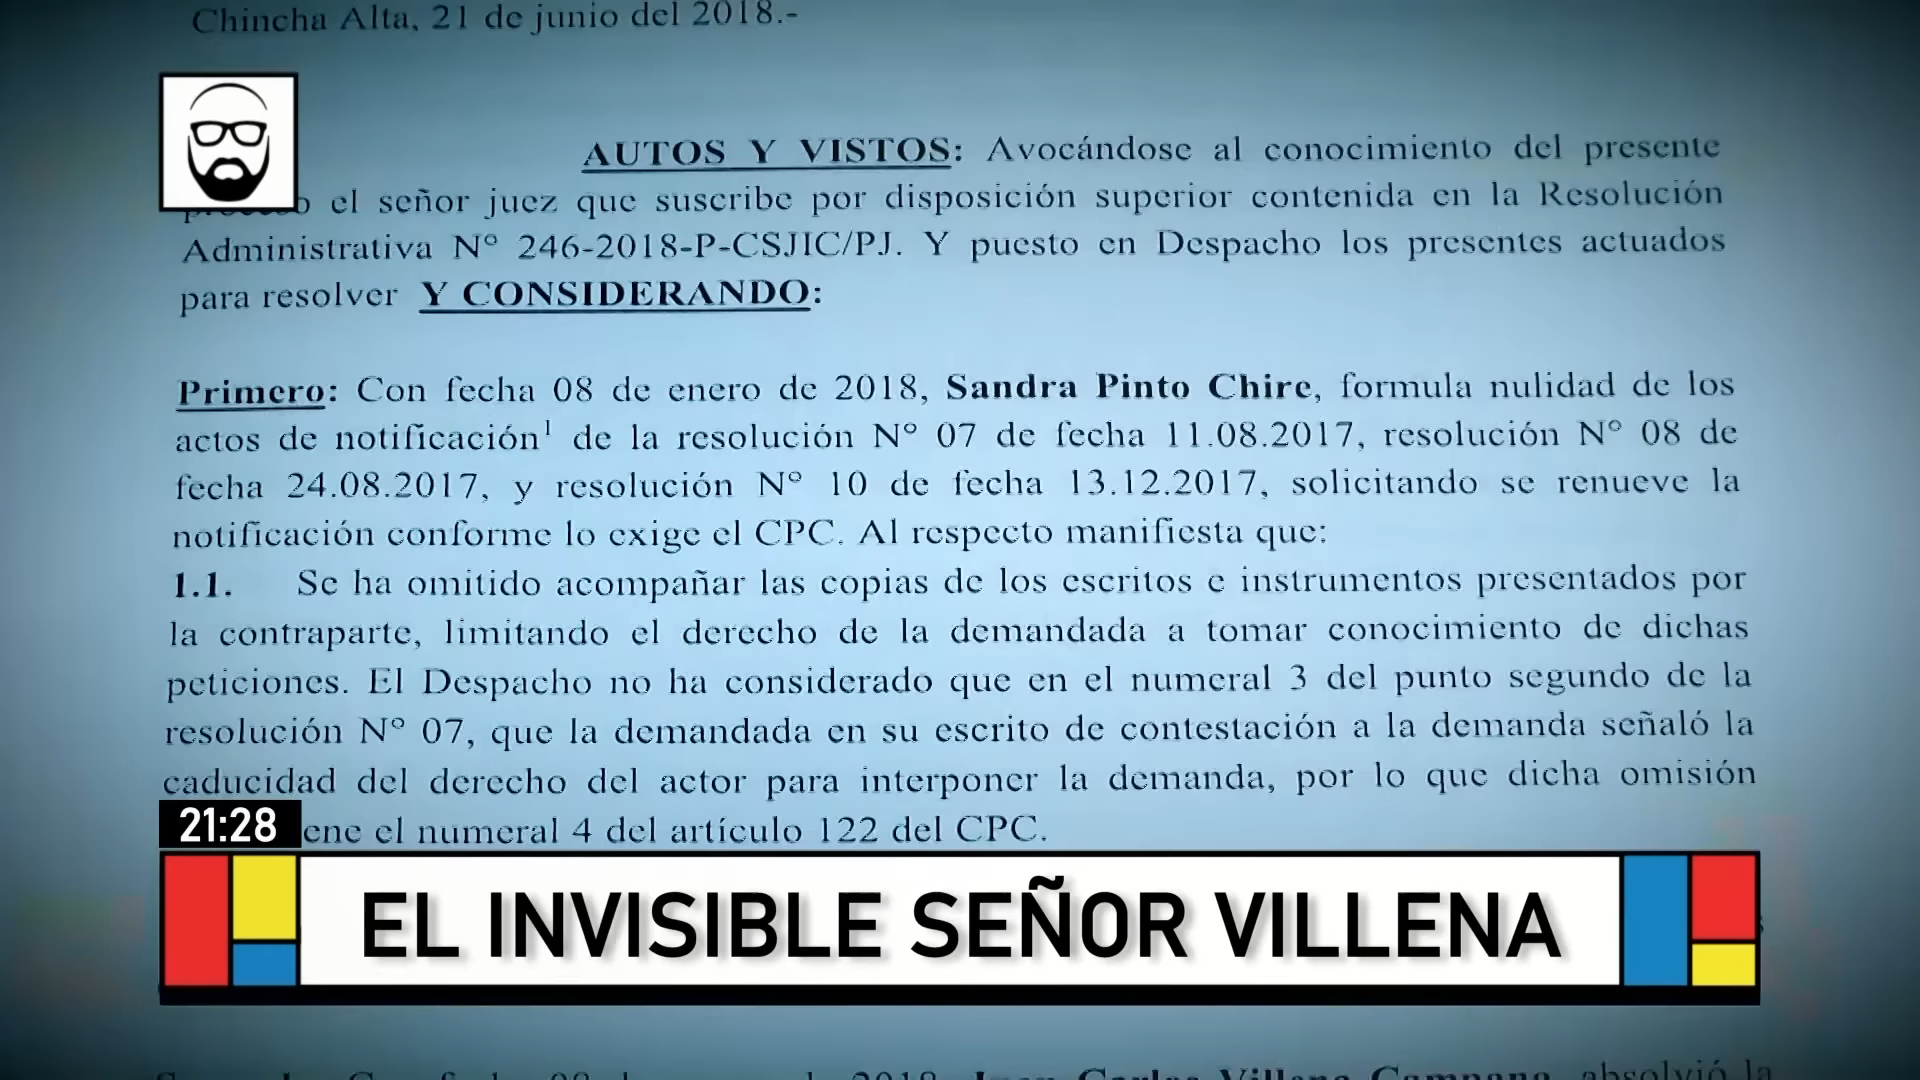 Chincha Alta, 21 de junio del 2018.-
AUTOS Y VISTOS: Avocándose al conocimiento del presente
el señor juez que suscribe por disposición superior contenida en la Resolución
Administrativa N° 246-2018-P-CSJIC/PJ. Y puesto en Despacho los presentes actuados
para resolver Y CONSIDERANDO:
Primero: Con fecha 08 de enero de 2018, Sandra Pinto Chire, formula nulidad de los
actos de notificación¹ de la resolución N° 07 de fecha 11.08.2017, resolución N° 08 de
fecha 24.08.2017, y resolución N° 10 de fecha 13.12.2017, solicitando se renueve la
notificación conforme lo exige el CPC. Al respecto manifiesta que:
1.1. Se ha omitido acompañar las copias de los escritos e instrumentos presentados por
la contraparte, limitando el derecho de la demandada a tomar conocimiento de dichas
peticiones. El Despacho no ha considerado que en el numeral 3 del punto segundo de la
resolución N° 07, que la demandada en su escrito de contestación a la demanda señaló la
caducidad del derecho del actor para interponer la demanda, por lo que dicha omisión
21:28
ene el numeral 4 del artículo 122 del CPC.
EL INVISIBLE SEÑOR VILLENA
2018, Juan Carlos Villena Campana, absolvió la